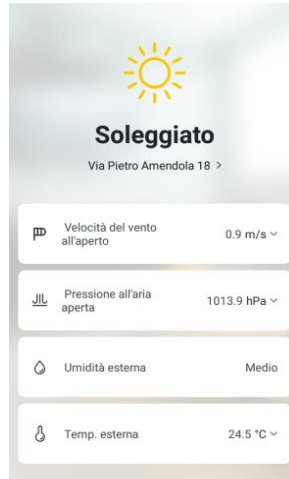 Soleggiato
Via Pietro Amendola 18 >
Velocità del vento
all'aperto
0.9 m/s
Pressione all'aria
aperta
1013.9 hPa
Umidità esterna
Medio
Temp. esterna
24.5 °C